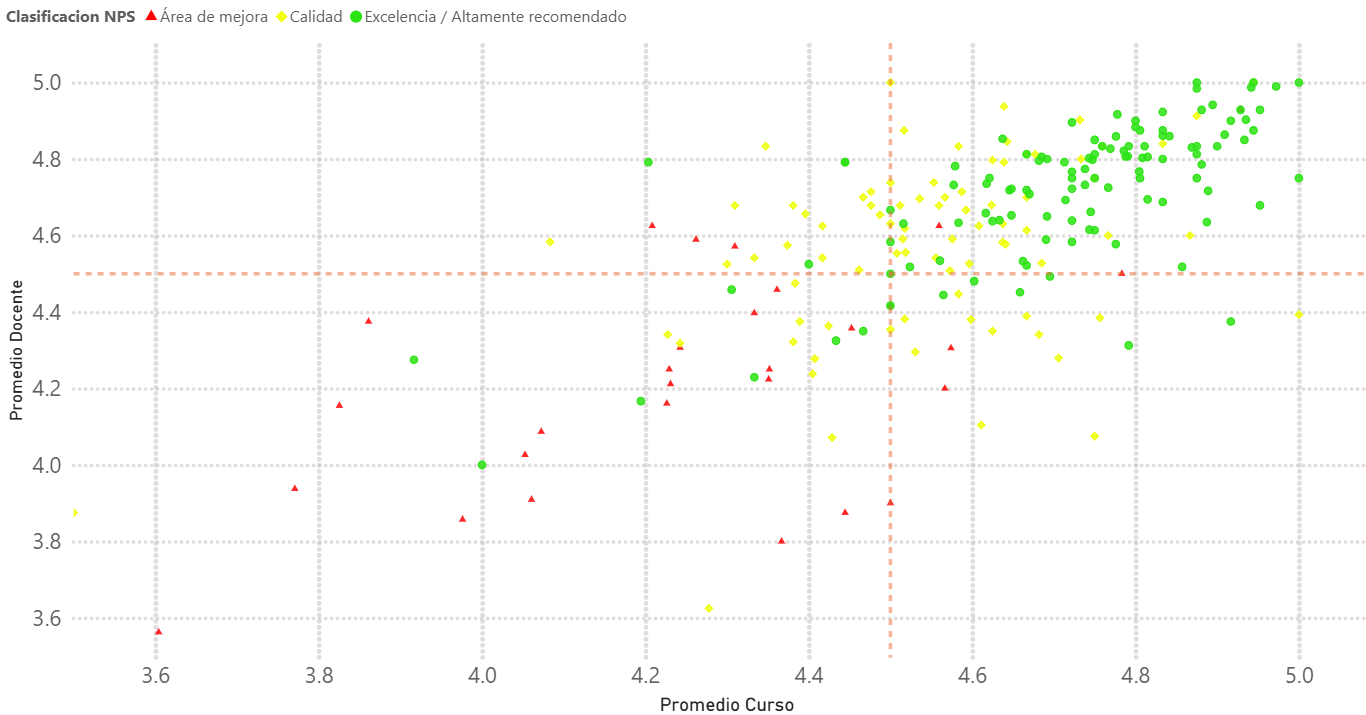 Clasificacion NPS Área de mejora Calidad Excelencia / Altamente recomendado
5.0
4.8
4.6
4.4
4.2
4.0
3.8
3.6
Promedio Docente
3.6 3.8 4.0 4.2 4.4 4.6 4.8 5.0
Promedio Curso